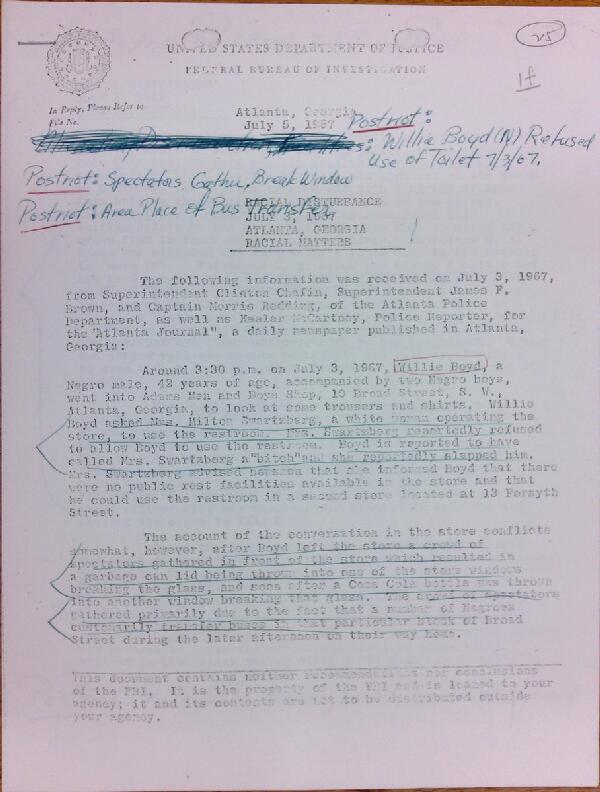 25
UNITED STATES DEPARTMENT OF JUSTICE
FEDERAL BUREAU OF INVESTIGATION
1f
In Reply, Please Refer to
File No.
Atlanta, Georgia
July 5, 1967
Postriot:
Willie Boyd (N) Refused
Use of Toilet 7/3/67.
Postriot: Spectators Gather, Break Window
Postriot: Area Place of Bus Transfer
RACIAL DISTURBANCE
JULY 3, 1967
ATLANTA, GEORGIA
RACIAL MATTERS
The following information was received on July 3, 1967,
from Superintendent Clinton Chafin, Superintendent James F.
Brown, and Captain Morris Redding, of the Atlanta Police
Department, as well as Keeler McCartney, Police Reporter, for
the "Atlanta Journal", a daily newspaper published in Atlanta,
Georgia:
Around 3:30 p.m. on July 3, 1967, Willie Boyd, a
Negro male, 42 years of age, accompanied by two Negro boys,
went into Adams Men and Boys Shop, 10 Broad Street, S. W.,
Atlanta, Georgia, to look at some trousers and shirts. Willie
Boyd asked Mrs. Milton Swartzberg, a white woman operating the
store, to use the restroom. Mrs. Swartzberg reportedly refused
to allow Boyd to use the restroom. Boyd is reported to have
called Mrs. Swartzberg a "bitch" and she reportedly slapped him.
Mrs. Swartzberg advised newsmen that she informed Boyd that there
were no public rest facilities available in the store and that
he could use the restroom in a second store located at 13 Forsyth
Street.
The account of the conversation in the store conflicts
somewhat, however, after Boyd left the store a crowd of
spectators gathered in front of the store which resulted in
a garbage can lid being thrown into one of the store windows
breaking the glass, and soon after a Coca Cola bottle was thrown
into another window breaking that glass. The crowd of spectators
gathered primarily due to the fact that a number of Negroes
customarily transfer buses in that particular block of Broad
Street during the later afternoon on their way home.
This document contains neither recommendations nor conclusions
of the FBI. It is the property of the FBI and is loaned to your
agency; it and its contents are not to be distributed outside
your agency.